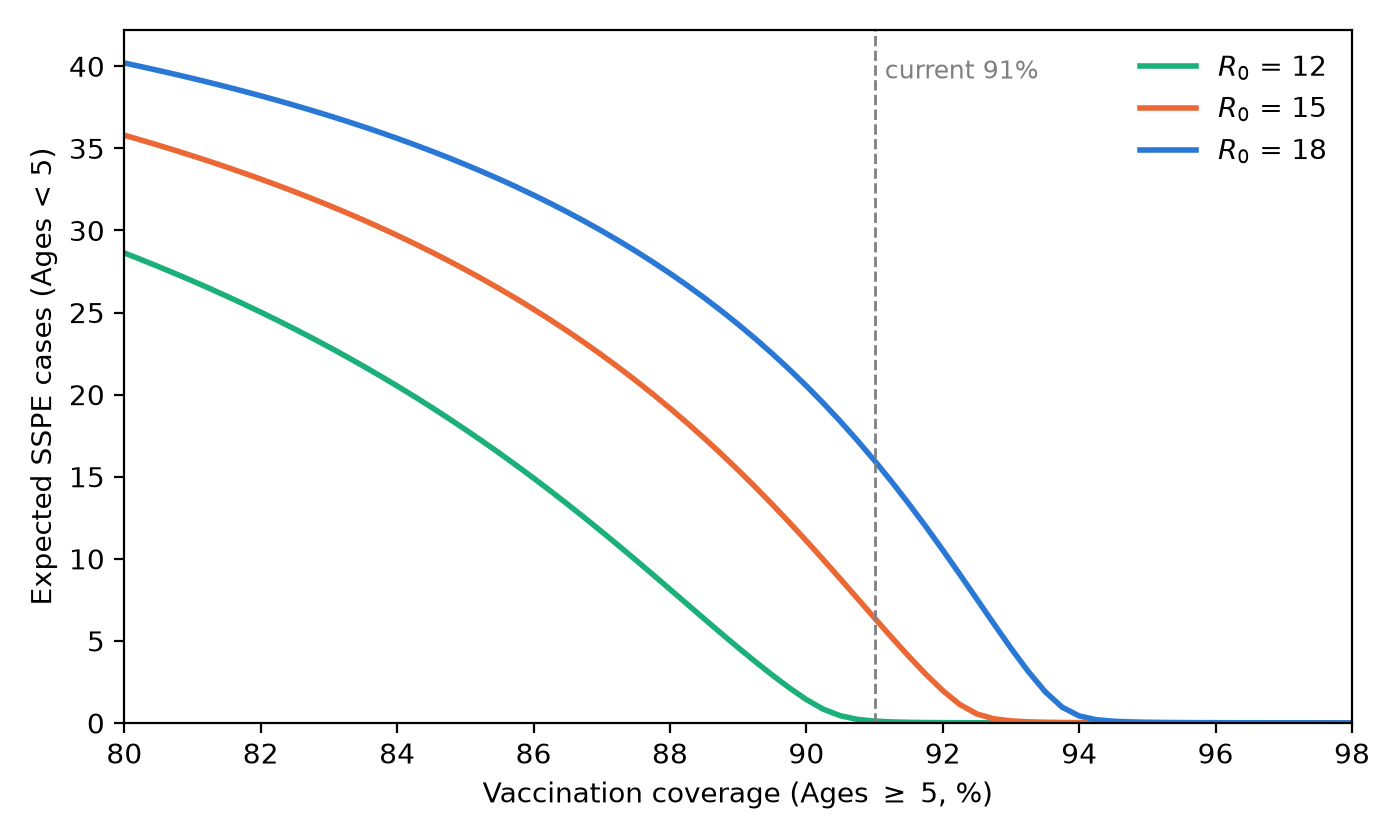 Expected SSPE cases (Ages < 5)
40
35
30
25
20
15
10
5
0
current 91%
R₀ = 12
R₀ = 15
R₀ = 18
80 82 84 86 88 90 92 94 96 98
Vaccination coverage (Ages ≥ 5, %)